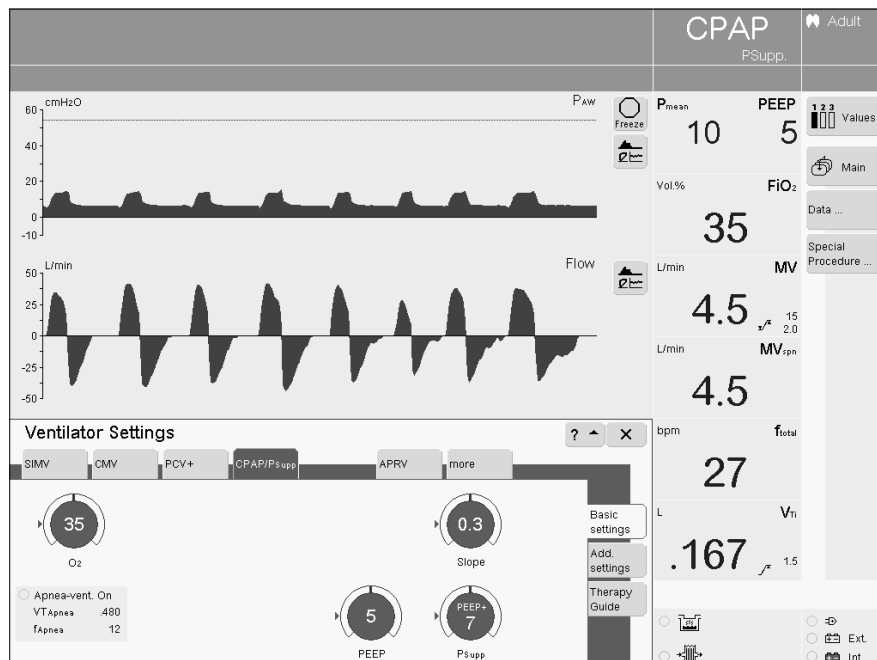 CPAP
PSupp.
Adult
cmH2O
PAW
60
40
20
0
-10
Freeze
Pmean
PEEP
10
5
1 2 3
Values
Main
Vol.%
FiO2
35
Data ...
Special
Procedure ...
L/min
Flow
50
25
0
-25
-50
L/min
MV
4.5
15
2.0
L/min
MVspn
4.5
Ventilator Settings
?
SIMV
CMV
PCV+
CPAP/Psupp
APRV
more
bpm
ftotal
27
35
O2
0.3
Slope
Basic
settings
Add.
settings
Therapy
Guide
L
VTi
.167
1.5
Apnea-vent. On
VTApnea .480
fApnea 12
5
PEEP
PEEP+
7
Psupp
Ext.
Int.